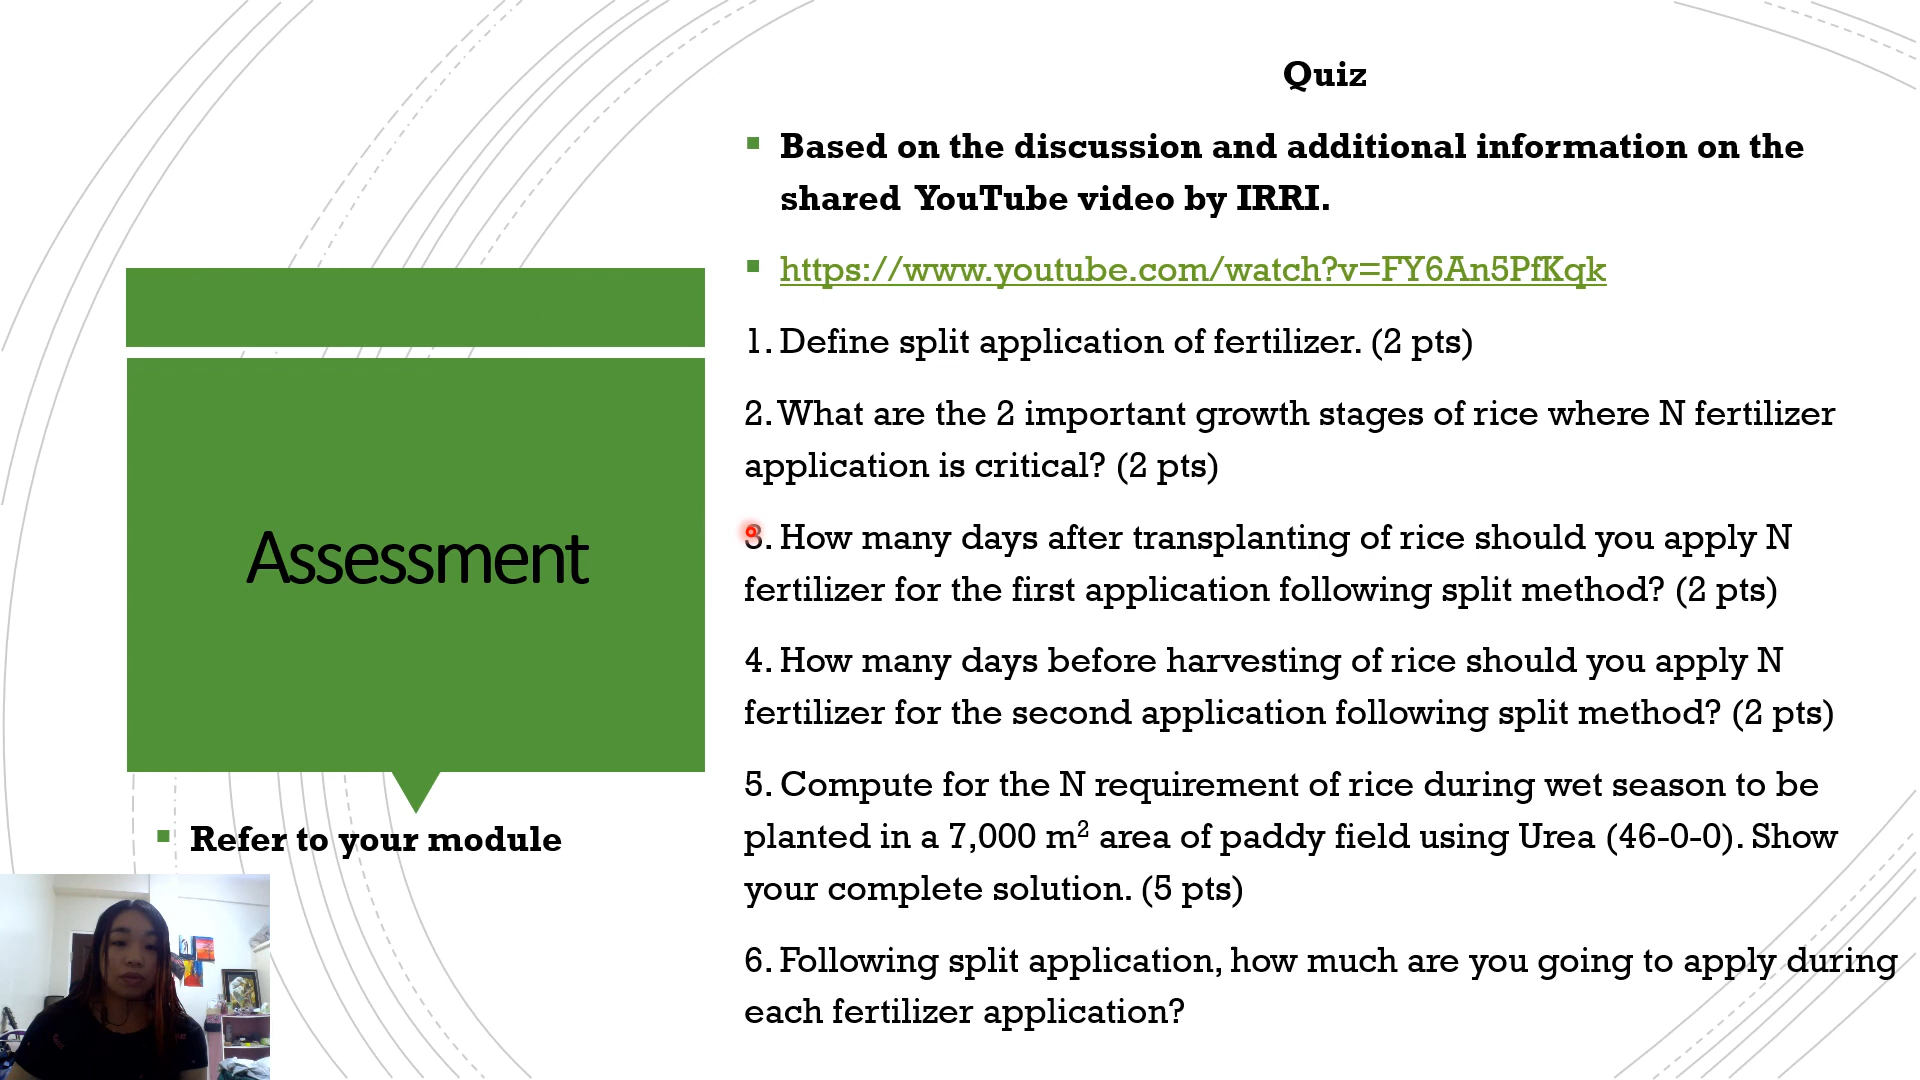 Quiz
Based on the discussion and additional information on the
shared YouTube video by IRRI.
https://www.youtube.com/watch?v=FY6An5PfKqk
1. Define split application of fertilizer. (2 pts)
2. What are the 2 important growth stages of rice where N fertilizer
application is critical? (2 pts)
3. How many days after transplanting of rice should you apply N
fertilizer for the first application following split method? (2 pts)
4. How many days before harvesting of rice should you apply N
fertilizer for the second application following split method? (2 pts)
5. Compute for the N requirement of rice during wet season to be
planted in a 7,000 m² area of paddy field using Urea (46-0-0). Show
your complete solution. (5 pts)
6. Following split application, how much are you going to apply during
each fertilizer application?
Assessment
Refer to your module